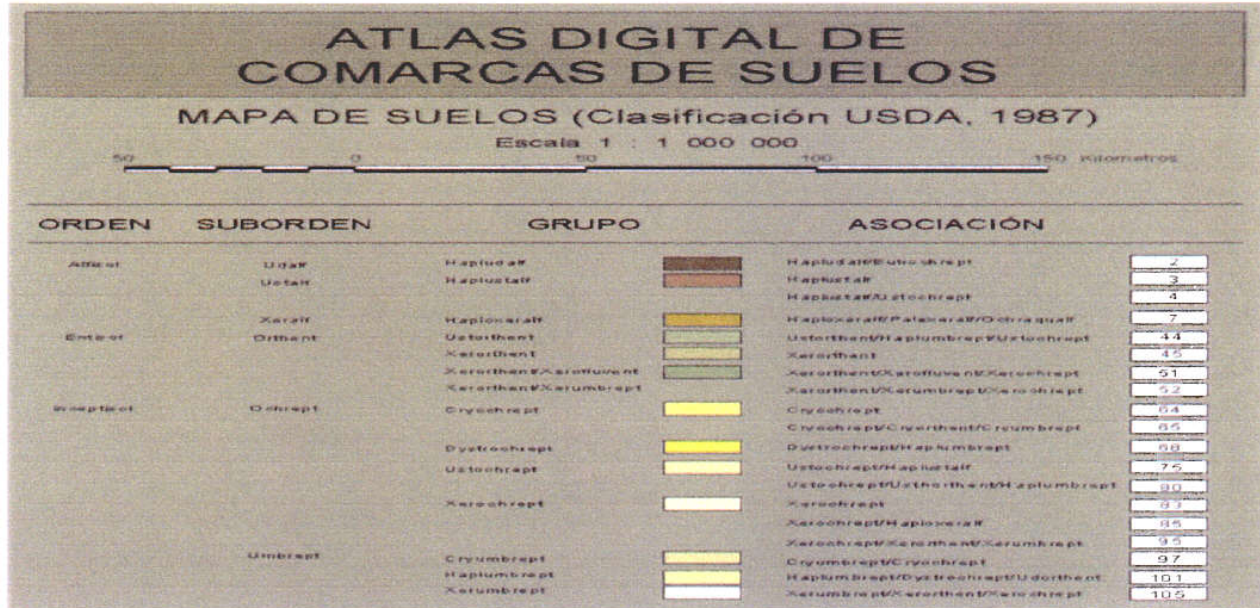 ATLAS DIGITAL DE
COMARCAS DE SUELOS
MAPA DE SUELOS (Clasificación USDA, 1987)
Escala 1 : 1 000 000
50 0 50 100 150 Kilometros
ORDEN SUBORDEN GRUPO ASOCIACIÓN
Alfisol Udalf Hapludalf Hapludalf/Eutrochrept 2
Ustalf Haplustalf Haplustalf 3
Haplustalf/Ustochrept 4
Xeralf Haploxeralf Haploxeralf/Palexeralf/Ochraqualf 7
Entisol Orthent Ustorthent Ustorthent/Haplumbrept/Ustochrept 44
Xerorthent Xerorthent 45
Xerorthent/Xerofluvent Xerorthent/Xerofluvent/Xerochrept 51
Xerorthent/Xerumbrept Xerorthent/Xerumbrept/Xerochrept 52
Inceptisol Ochrept Cryochrept Cryochrept 64
Cryochrept/Cryorthent/Cryumbrept 65
Dystrochrept Dystrochrept/Haplumbrept 68
Ustochrept Ustochrept/Haplustalf 75
Ustochrept/Usthorthent/Haplumbrept 80
Xerochrept Xerochrept 83
Xerochrept/Haploxeralf 85
Xerochrept/Xerorthent/Xerumbrept 95
Umbrept Cryumbrept Cryumbrept/Cryochrept 97
Haplumbrept Haplumbrept/Dystrochrept/Udorthent 101
Xerumbrept Xerumbrept/Xerorthent/Xerochrept 105